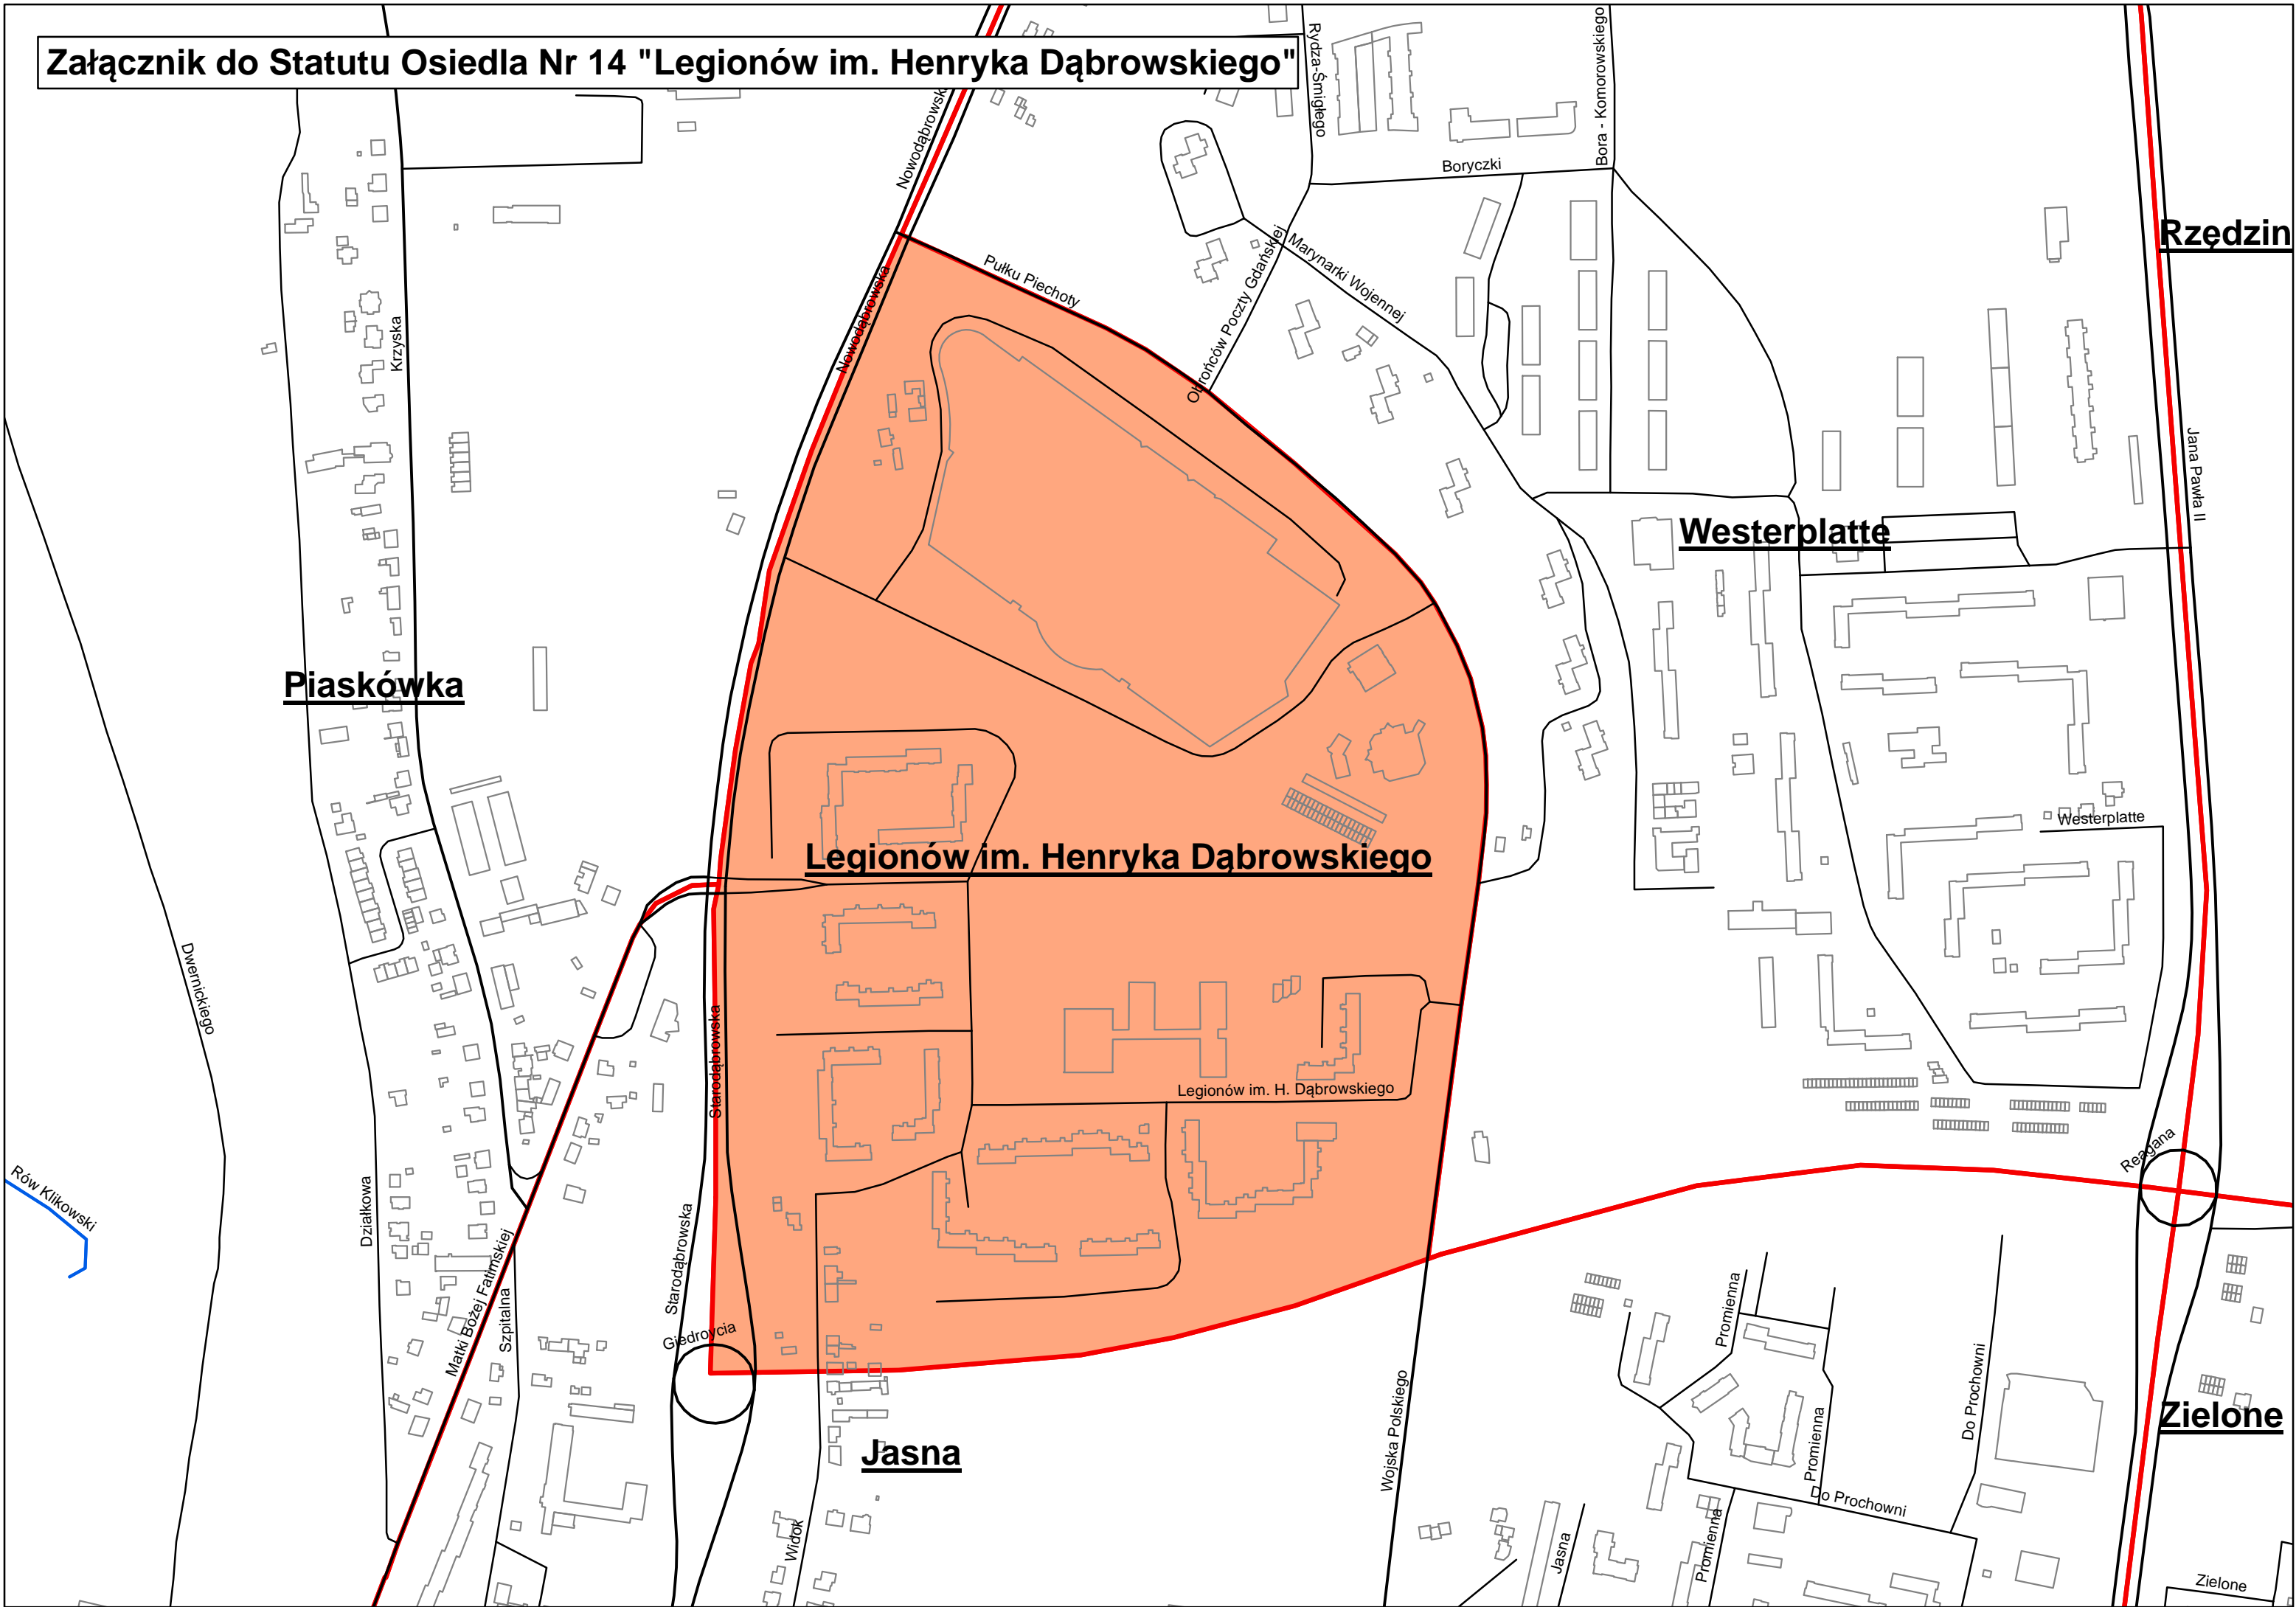 Załącznik do Statutu Osiedla Nr 14 "Legionów im. Henryka Dąbrowskiego"
Rydza-Śmigłego
Bora - Komorowskiego
Nowodąbrowska
Boryczki
Rzędzin
Pułku Piechoty
Obrońców Poczty Gdańskiej
Marynarki Wojennej
Nowodąbrowska
Krzyska
Jana Pawła II
Westerplatte
Piaskówka
Westerplatte
Legionów im. Henryka Dąbrowskiego
Dwernickiego
Starodąbrowska
Legionów im. H. Dąbrowskiego
Reagana
Rów Klikowski
Działkowa
Starodąbrowska
Matki Bożej Fatimskiej
Szpitalna
Giedroycia
Promienna
Do Prochowni
Wojska Polskiego
Promienna
Zielone
Jasna
Do Prochowni
Widok
Jasna
Promienna
Zielone